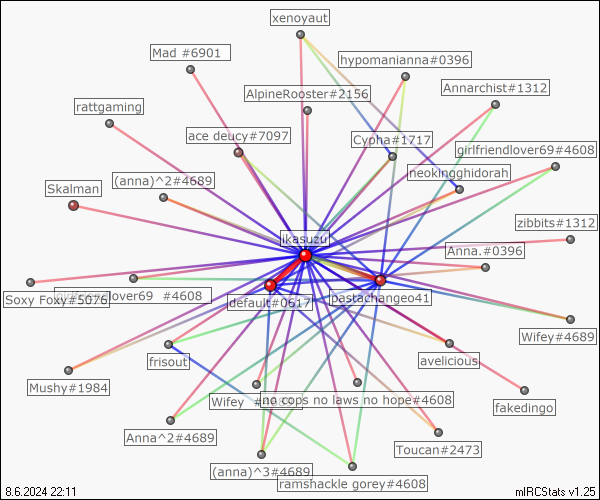 xenoyaut
Mad #6901
hypomanianna#0396
Annarchist#1312
AlpineRooster#2156
rattgaming
ace deucy#7097
Cypha#1717
girlfriendlover69#4608
neokingghidorah
(anna)^2#4689
Skalman
zibbits#1312
ikasuzu
Anna.#0396
Soxy Foxy#5076
lover69 #4608
default#0617
pastachangeo41
Wifey#4689
frisout
avelicious
Mushy#1984
Wifey
no cops no laws no hope#4608
fakedingo
Anna^2#4689
Toucan#2473
(anna)^3#4689
ramshackle gorey#4608
8.6.2024 22:11
mIRCStats v1.25